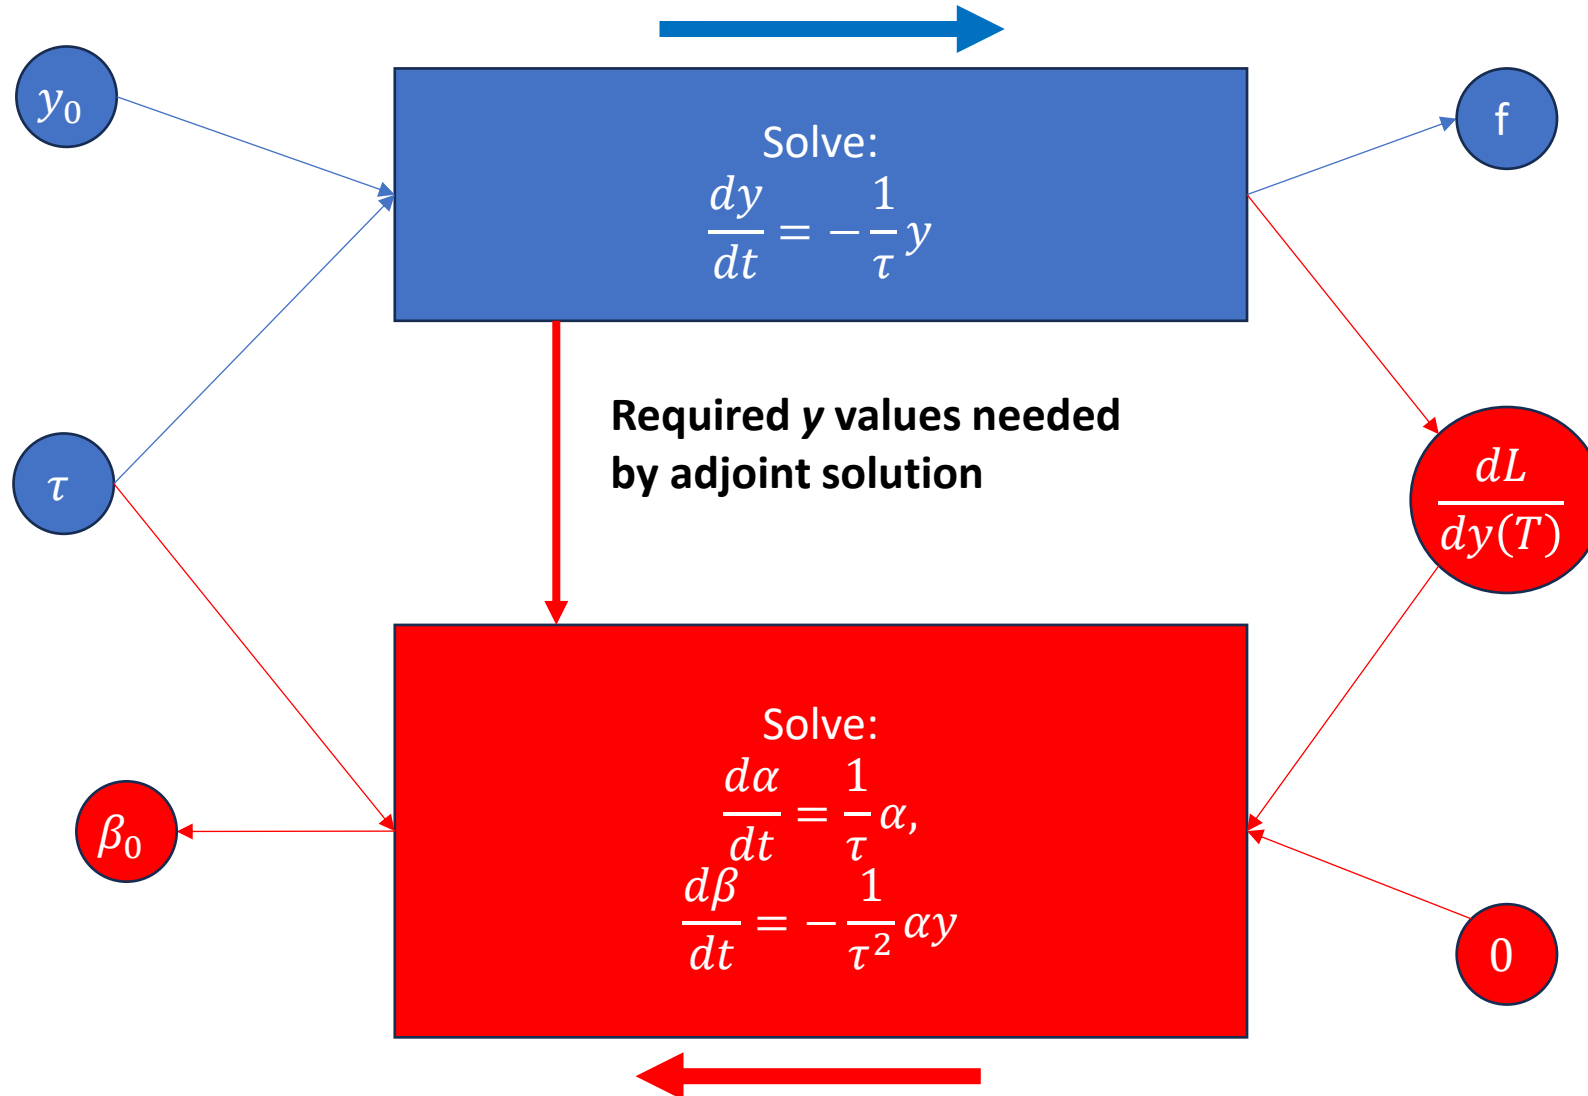 y₀
Solve:
dy/dt = −1/τ y
f
Required y values needed
by adjoint solution
τ
dL/dy(T)
Solve:
dα/dt = 1/τ α,
dβ/dt = −1/τ² αy
β₀
0